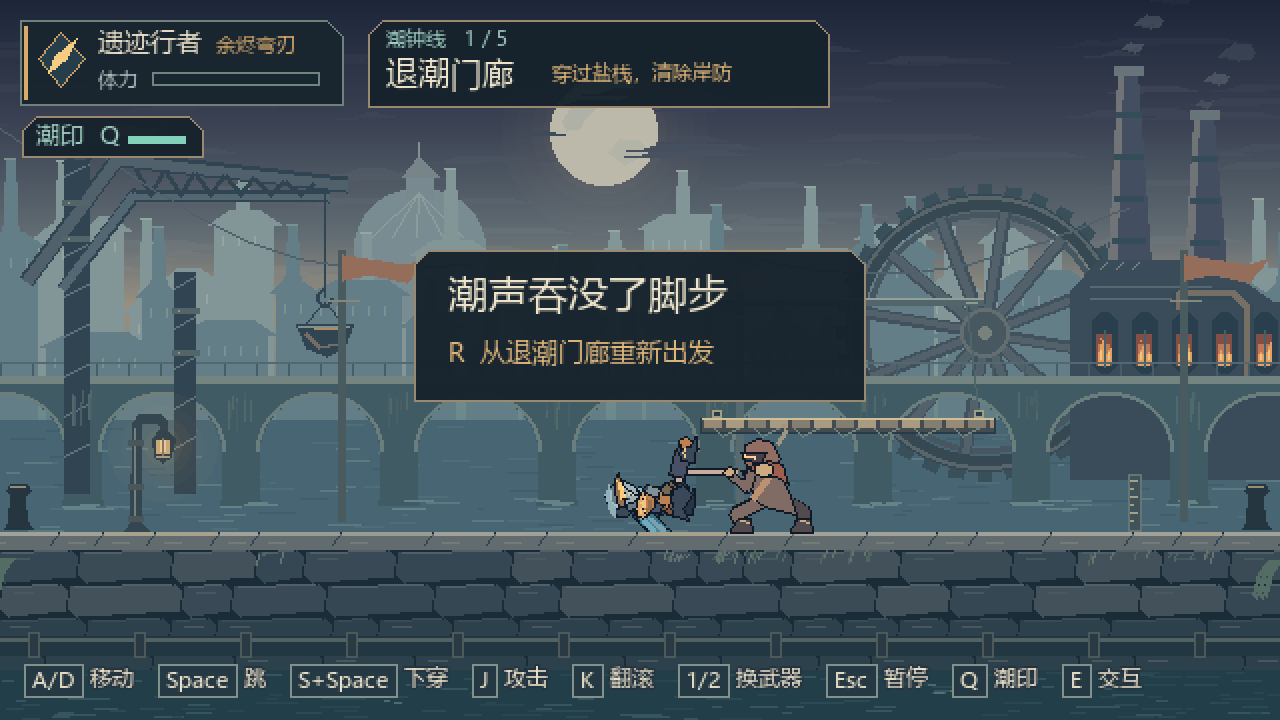 遗迹行者 余烬弯刃
体力
潮钟线 1 / 5
退潮门廊 穿过盐栈，清除岸防
潮印 Q
潮声吞没了脚步
R 从退潮门廊重新出发
A/D 移动 Space 跳 S+Space 下穿 J 攻击 K 翻滚 1/2 换武器 Esc 暂停 Q 潮印 E 交互